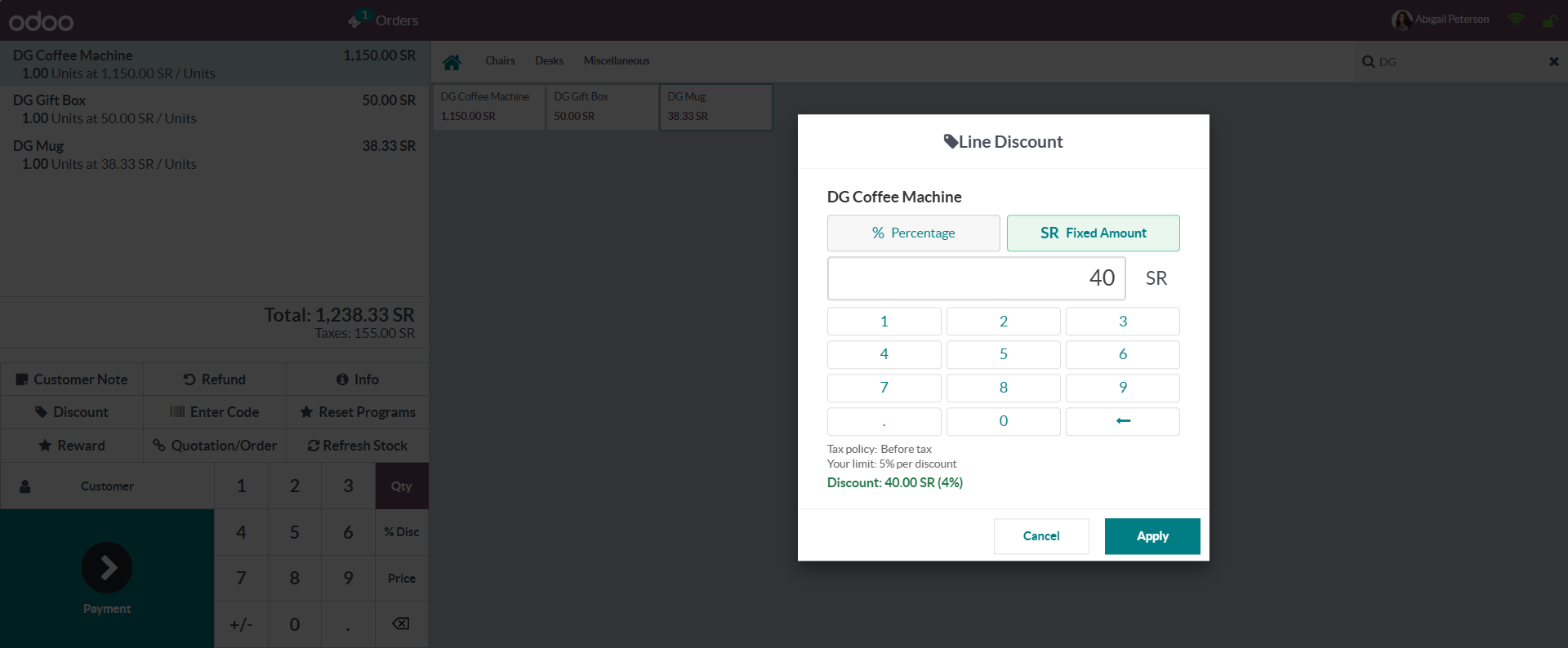 odoo
1 Orders
Abigail Peterson
DG Coffee Machine 1,150.00 SR
1.00 Units at 1,150.00 SR / Units
DG Gift Box 50.00 SR
1.00 Units at 50.00 SR / Units
DG Mug 38.33 SR
1.00 Units at 38.33 SR / Units
Total: 1,238.33 SR
Taxes: 155.00 SR
Customer Note Refund Info
Discount Enter Code Reset Programs
Reward Quotation/Order Refresh Stock
Customer 1 2 3 Qty
4 5 6 % Disc
7 8 9 Price
Payment
+/- 0 .
Chairs Desks Miscellaneous
DG
DG Coffee Machine DG Gift Box DG Mug
1,150.00 SR 50.00 SR 38.33 SR
Line Discount
DG Coffee Machine
% Percentage SR Fixed Amount
40 SR
1 2 3
4 5 6
7 8 9
. 0
Tax policy: Before tax
Your limit: 5% per discount
Discount: 40.00 SR (4%)
Cancel Apply